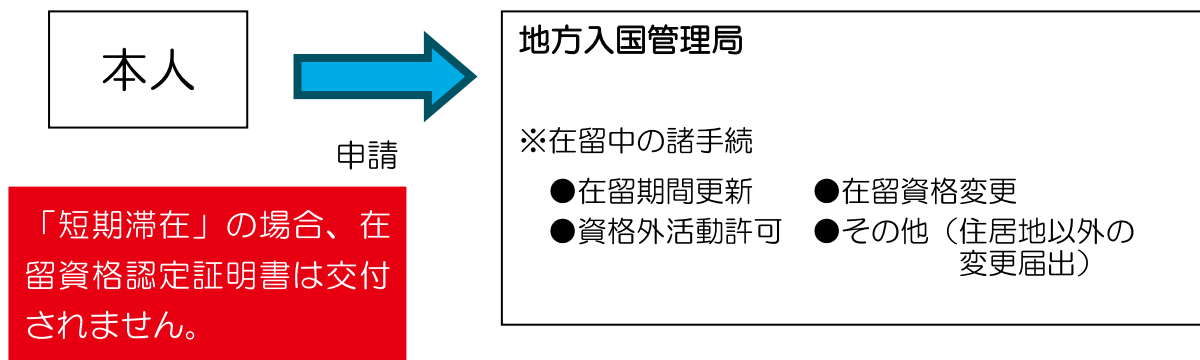 本人
申請
「短期滞在」の場合、在
留資格認定証明書は交付
されません。
地方入国管理局
※在留中の諸手続
●在留期間更新 ●在留資格変更
●資格外活動許可 ●その他（住居地以外の
変更届出）